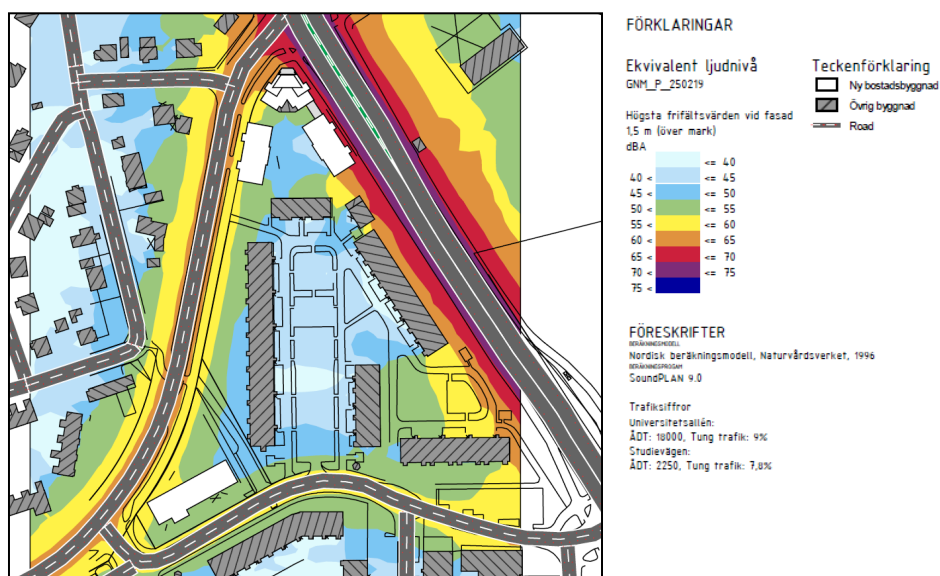 FÖRKLARINGAR
Ekvivalent ljudnivå
GNM_P_250219
Högsta frifältsvärden vid fasad
1,5 m (över mark)
dBA
<= 40
40 < <= 45
45 < <= 50
50 < <= 55
55 < <= 60
60 < <= 65
65 < <= 70
70 < <= 75
75 <
Teckenförklaring
Ny bostadsbyggnad
Övrig byggnad
Road
FÖRESKRIFTER
BERÄKNINGSMODELL
Nordisk beräkningsmodell, Naturvårdsverket, 1996
BERÄKNINGSPROGAM
SoundPLAN 9.0
Trafiksiffror
Universitetsallén:
ÅDT: 18000, Tung trafik: 9%
Studievägen:
ÅDT: 2250, Tung trafik: 7,8%